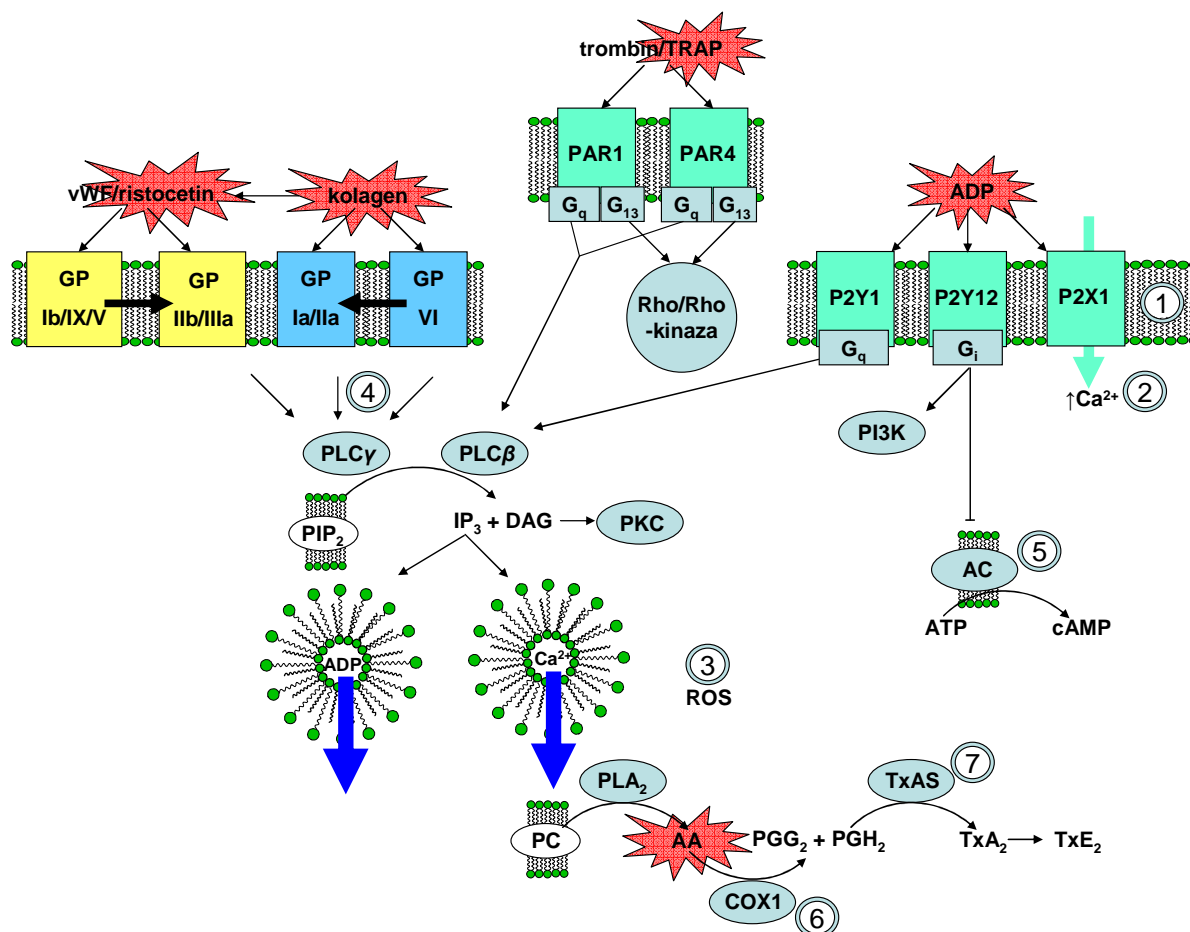 trombin/TRAP
PAR1
PAR4
Gq
G13
Gq
G13
Rho/Rho
-kinaza
vWF/ristocetin
kolagen
GP
Ib/IX/V
GP
IIb/IIIa
GP
Ia/IIa
GP
VI
ADP
P2Y1
P2Y12
P2X1
1
Gq
Gi
↑Ca²⁺
2
4
PI3K
PLCγ
PLCβ
PIP₂
IP₃ + DAG
PKC
AC
5
ATP
cAMP
ADP
Ca²⁺
3
ROS
PLA₂
TxAS
7
PC
AA
PGG₂ + PGH₂
TxA₂
TxE₂
COX1
6